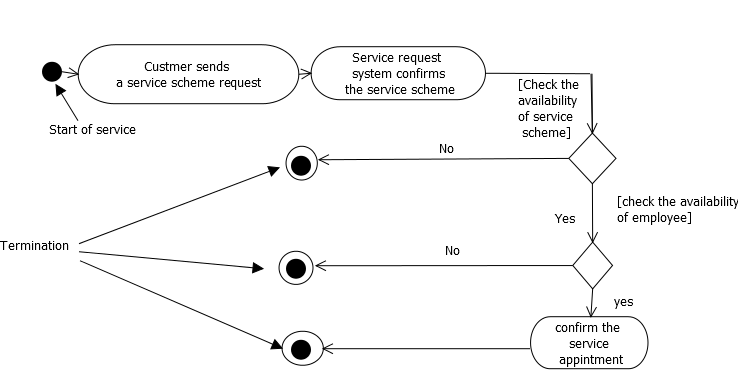 Custmer sends
a service scheme request
Service request
system confirms
the service scheme
[Check the
availability
of service
scheme]
Start of service
No
[check the availability
of employee]
Yes
Termination
No
yes
confirm the
service
appintment